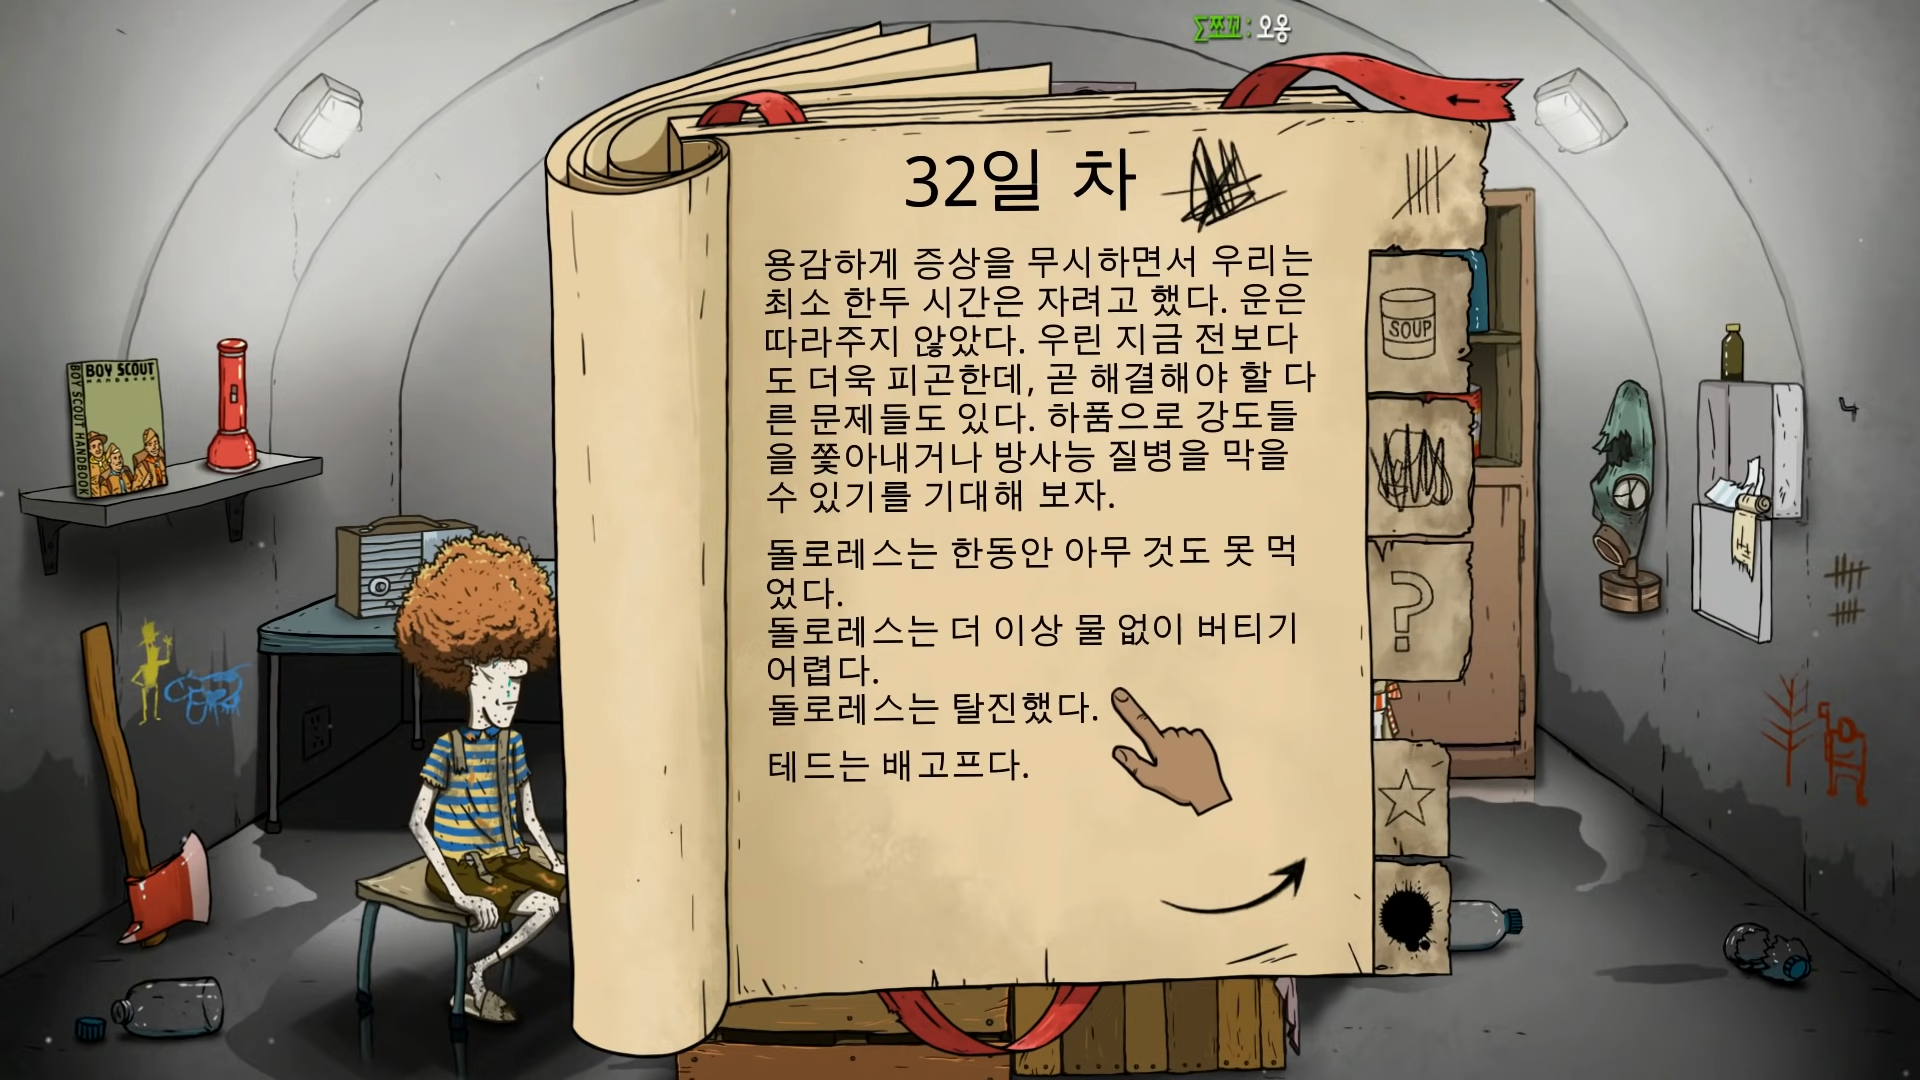 ∑쪼꼬: 오옹
32일 차
용감하게 증상을 무시하면서 우리는
최소 한두 시간은 자려고 했다. 운은
따라주지 않았다. 우린 지금 전보다
도 더욱 피곤한데, 곧 해결해야 할 다
른 문제들도 있다. 하품으로 강도들
을 쫓아내거나 방사능 질병을 막을
수 있기를 기대해 보자.
돌로레스는 한동안 아무 것도 못 먹
었다.
돌로레스는 더 이상 물 없이 버티기
어렵다.
돌로레스는 탈진했다.
테드는 배고프다.
SOUP
?
BOY SCOUT
HANDBOOK
BOY SCOUT HANDBOOK